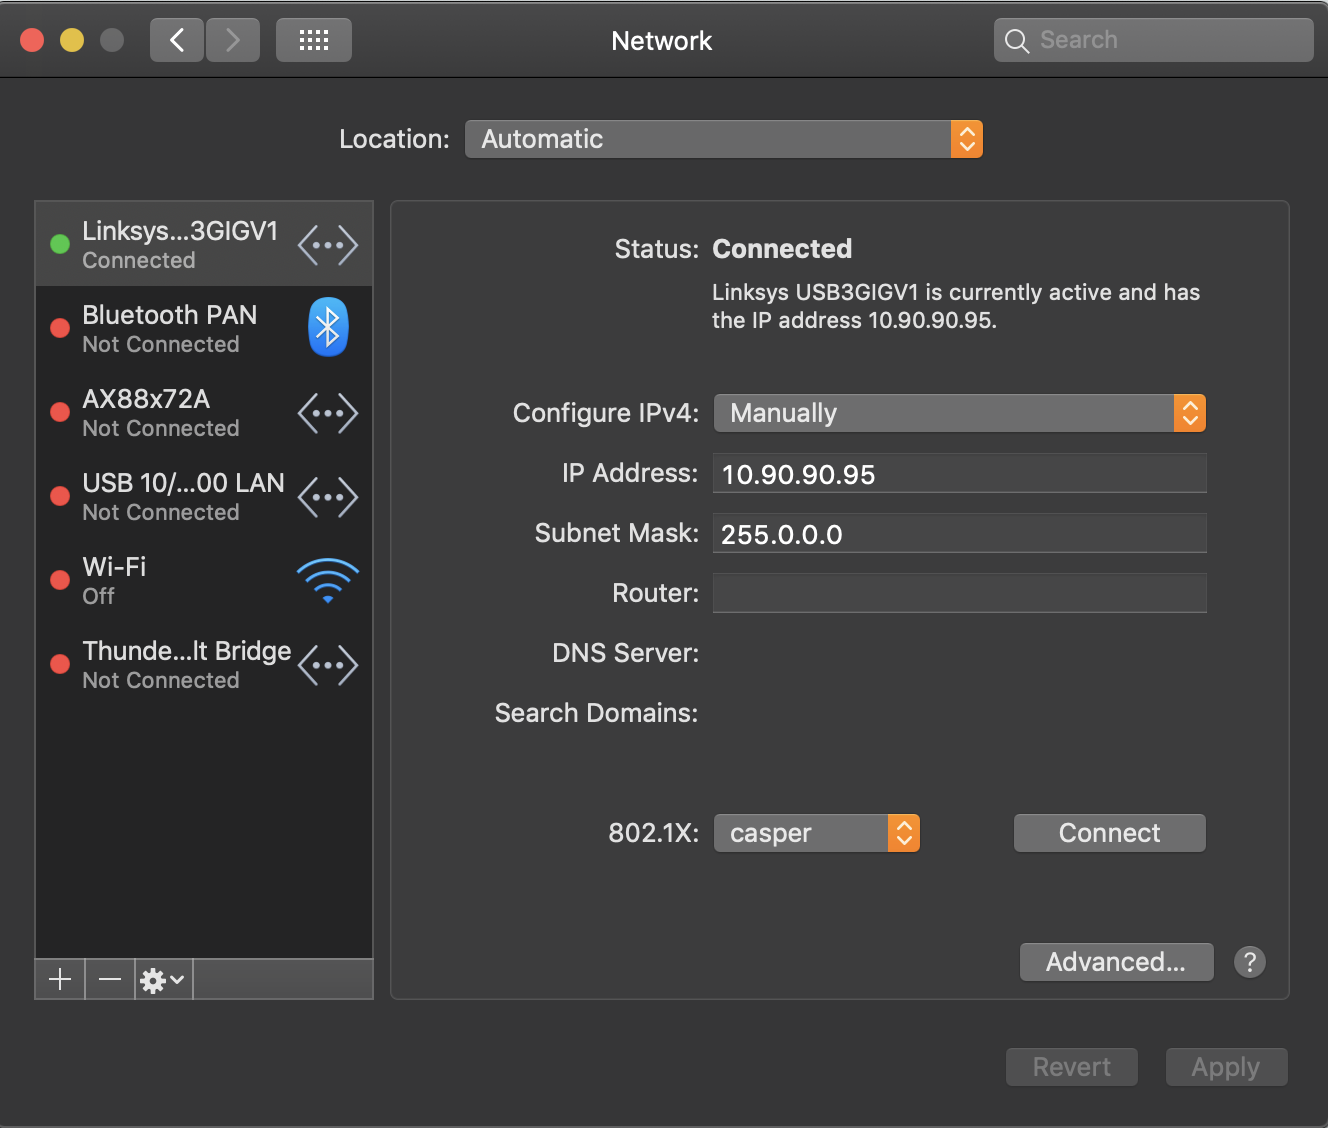 Network
Search
Location: Automatic
Linksys...3GIGV1
Connected
Bluetooth PAN
Not Connected
AX88x72A
Not Connected
USB 10/...00 LAN
Not Connected
Wi-Fi
Off
Thunde...lt Bridge
Not Connected
Status: Connected
Linksys USB3GIGV1 is currently active and has
the IP address 10.90.90.95.
Configure IPv4: Manually
IP Address: 10.90.90.95
Subnet Mask: 255.0.0.0
Router:
DNS Server:
Search Domains:
802.1X: casper Connect
Advanced... ?
Revert Apply